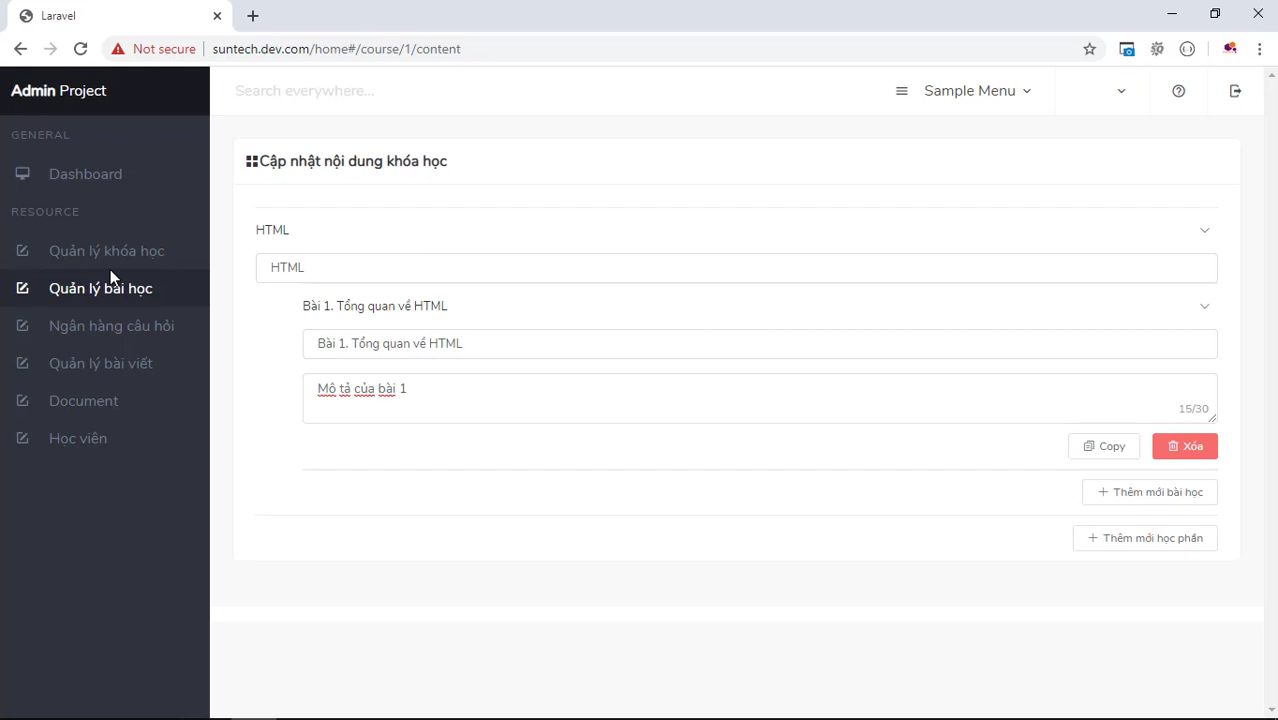 Laravel
Not secure
suntech.dev.com/home#/course/1/content
Admin Project
Search everywhere...
Sample Menu
GENERAL
Dashboard
RESOURCE
Quản lý khóa học
Quản lý bài học
Ngân hàng câu hỏi
Quản lý bài viết
Document
Học viên
Cập nhật nội dung khóa học
HTML
HTML
Bài 1. Tổng quan về HTML
Bài 1. Tổng quan về HTML
Mô tả của bài 1
15/30
Copy
Xóa
Thêm mới bài học
Thêm mới học phần